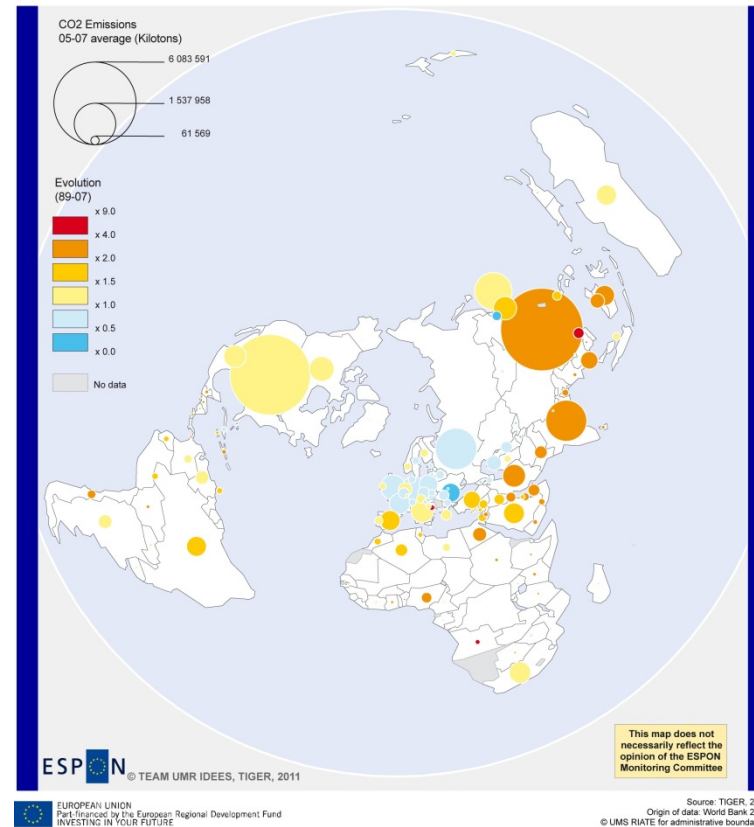 CO2 Emissions
05-07 average (Kilotons)
6 083 591
1 537 958
61 569
Evolution
(89-07)
x 9.0
x 4.0
x 2.0
x 1.5
x 1.0
x 0.5
x 0.0
No data
This map does not
necessarily reflect the
opinion of the ESPON
Monitoring Committee
ESPON © TEAM UMR IDEES, TIGER, 2011
EUROPEAN UNION
Part-financed by the European Regional Development Fund
INVESTING IN YOUR FUTURE
Source: TIGER, 2
Origin of data: World Bank 2
© UMS RIATE for administrative bounda